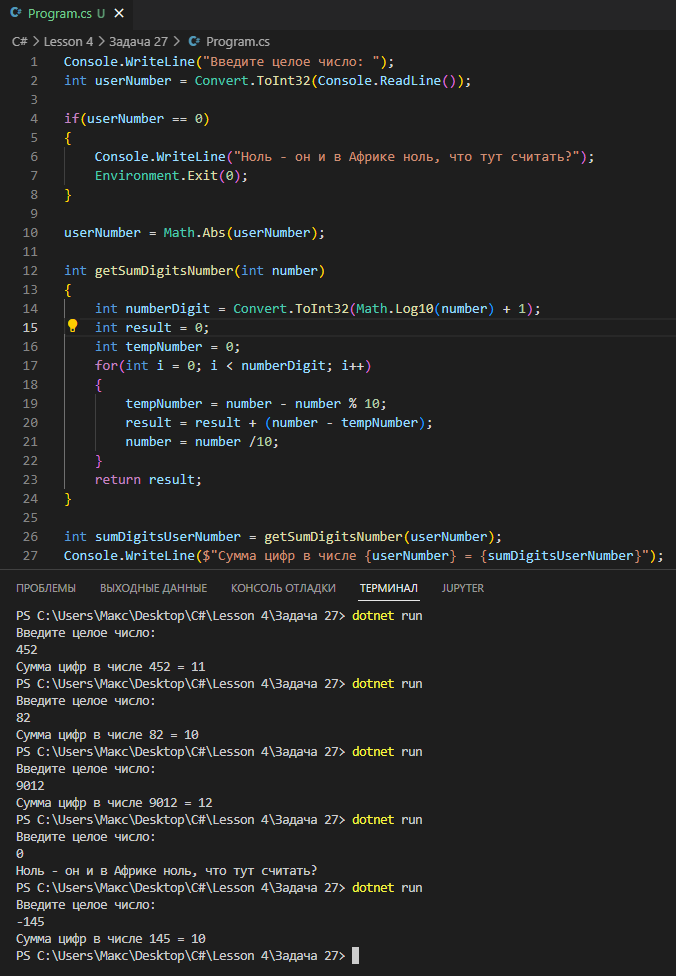 Program.cs U
C# > Lesson 4 > Задача 27 > Program.cs
1 Console.WriteLine("Введите целое число: ");
2 int userNumber = Convert.ToInt32(Console.ReadLine());
3
4 if(userNumber == 0)
5 {
6     Console.WriteLine("Ноль - он и в Африке ноль, что тут считать?");
7     Environment.Exit(0);
8 }
9
10 userNumber = Math.Abs(userNumber);
11
12 int getSumDigitsNumber(int number)
13 {
14     int numberDigit = Convert.ToInt32(Math.Log10(number) + 1);
15     int result = 0;
16     int tempNumber = 0;
17     for(int i = 0; i < numberDigit; i++)
18     {
19         tempNumber = number - number % 10;
20         result = result + (number - tempNumber);
21         number = number /10;
22     }
23     return result;
24 }
25
26 int sumDigitsUserNumber = getSumDigitsNumber(userNumber);
27 Console.WriteLine($"Сумма цифр в числе {userNumber} = {sumDigitsUserNumber}");
ПРОБЛЕМЫ ВЫХОДНЫЕ ДАННЫЕ КОНСОЛЬ ОТЛАДКИ ТЕРМИНАЛ JUPYTER
PS C:\Users\Макс\Desktop\C#\Lesson 4\Задача 27> dotnet run
Введите целое число:
452
Сумма цифр в числе 452 = 11
PS C:\Users\Макс\Desktop\C#\Lesson 4\Задача 27> dotnet run
Введите целое число:
82
Сумма цифр в числе 82 = 10
PS C:\Users\Макс\Desktop\C#\Lesson 4\Задача 27> dotnet run
Введите целое число:
9012
Сумма цифр в числе 9012 = 12
PS C:\Users\Макс\Desktop\C#\Lesson 4\Задача 27> dotnet run
Введите целое число:
0
Ноль - он и в Африке ноль, что тут считать?
PS C:\Users\Макс\Desktop\C#\Lesson 4\Задача 27> dotnet run
Введите целое число:
-145
Сумма цифр в числе 145 = 10
PS C:\Users\Макс\Desktop\C#\Lesson 4\Задача 27>